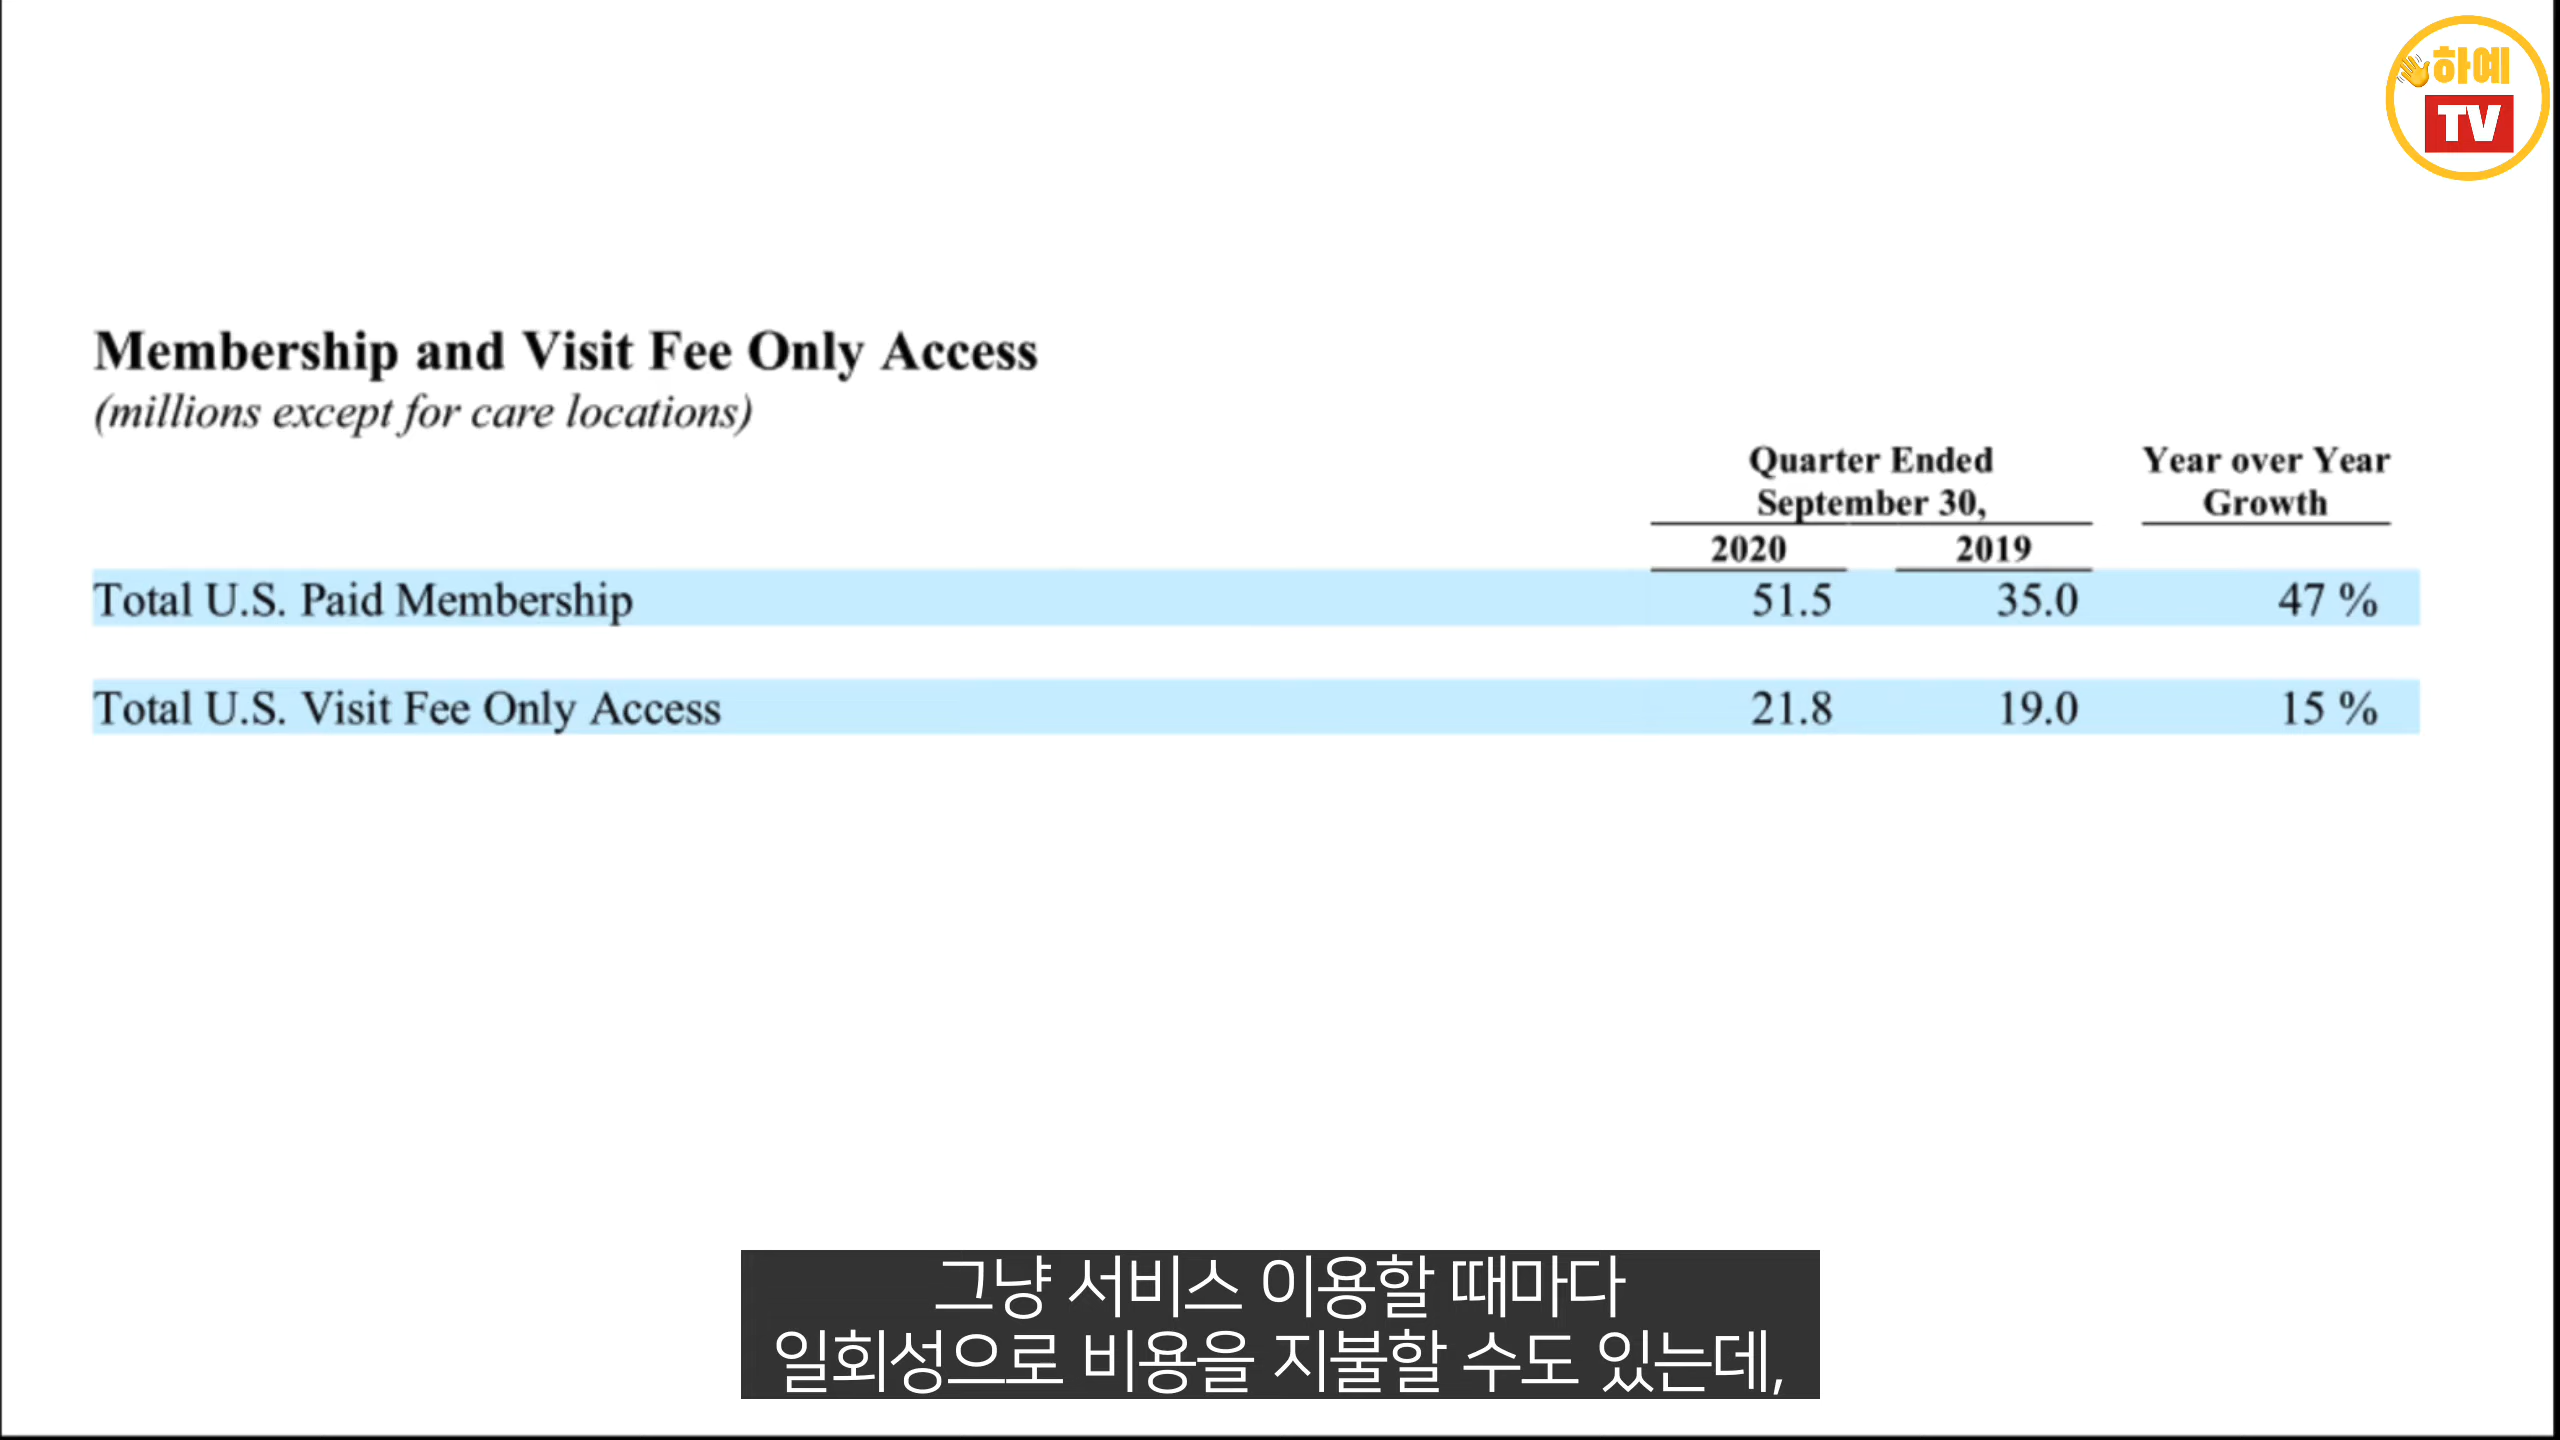 하예
TV
Membership and Visit Fee Only Access
(millions except for care locations)
Quarter Ended September 30, Year over Year Growth
2020 2019
Total U.S. Paid Membership 51.5 35.0 47 %
Total U.S. Visit Fee Only Access 21.8 19.0 15 %
그냥 서비스 이용할 때마다
일회성으로 비용을 지불할 수도 있는데,